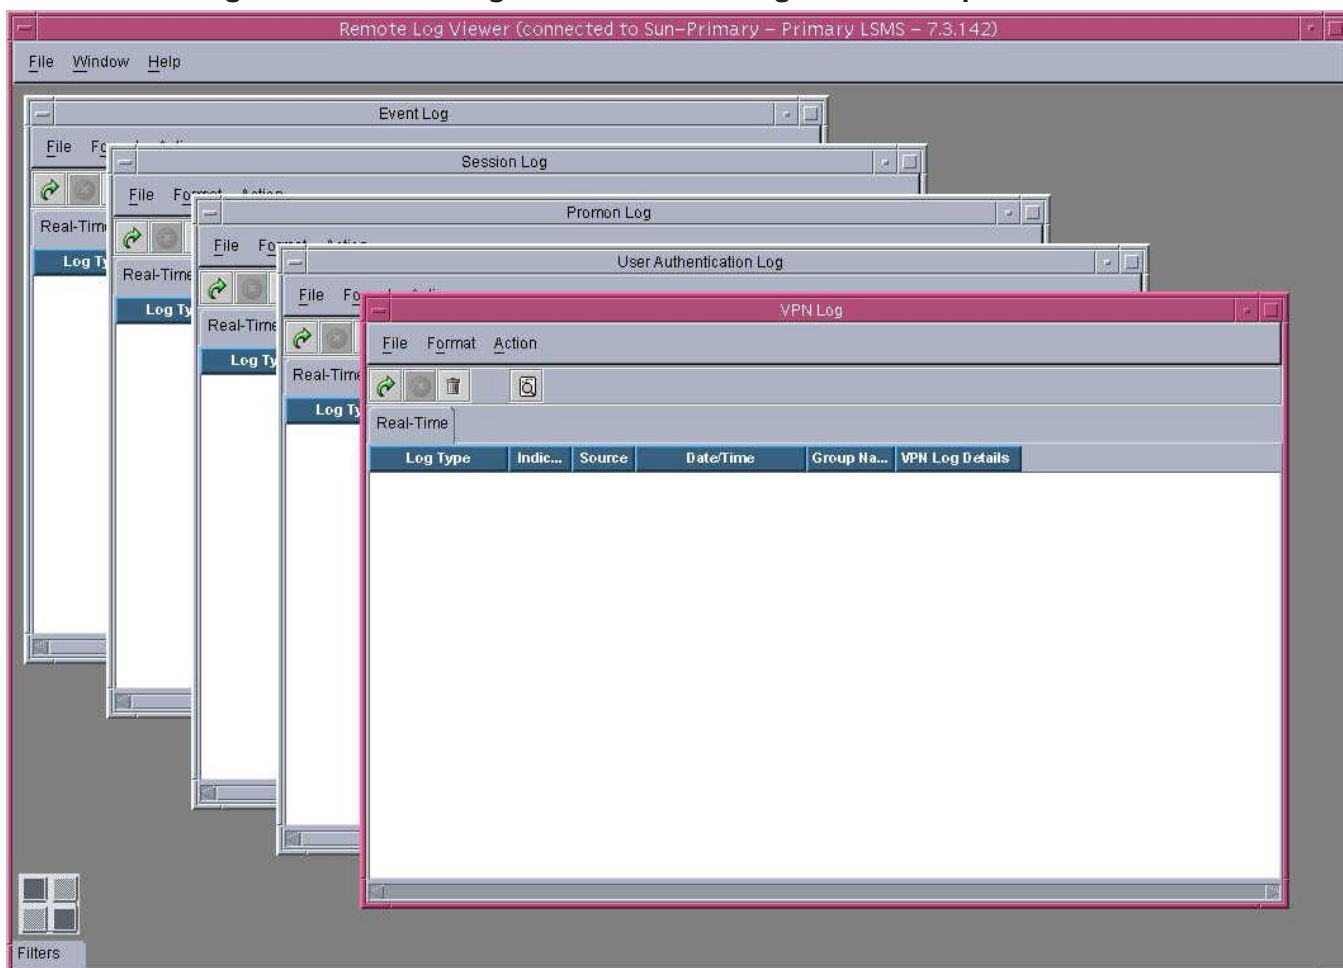 Remote Log Viewer (connected to Sun-Primary - Primary LSMS - 7.3.142)
File Window Help
Event Log
File
Session Log
File
Promon Log
File
User Authentication Log
File
VPN Log
File Format Action
Real-Time
Real-Time
Real-Time
Real-Time
Real-Time
Log Ty
Log Ty
Log Ty
Log Ty
Log Type Indic... Source Date/Time Group Na... VPN Log Details
Filters